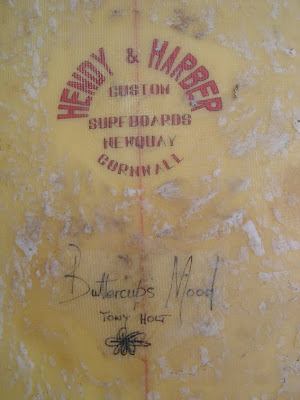 HENDY & HARBER
CUSTOM
SURFBOARDS
NEWQUAY
CORNWALL
Buttercups Mood
TONY HOLT